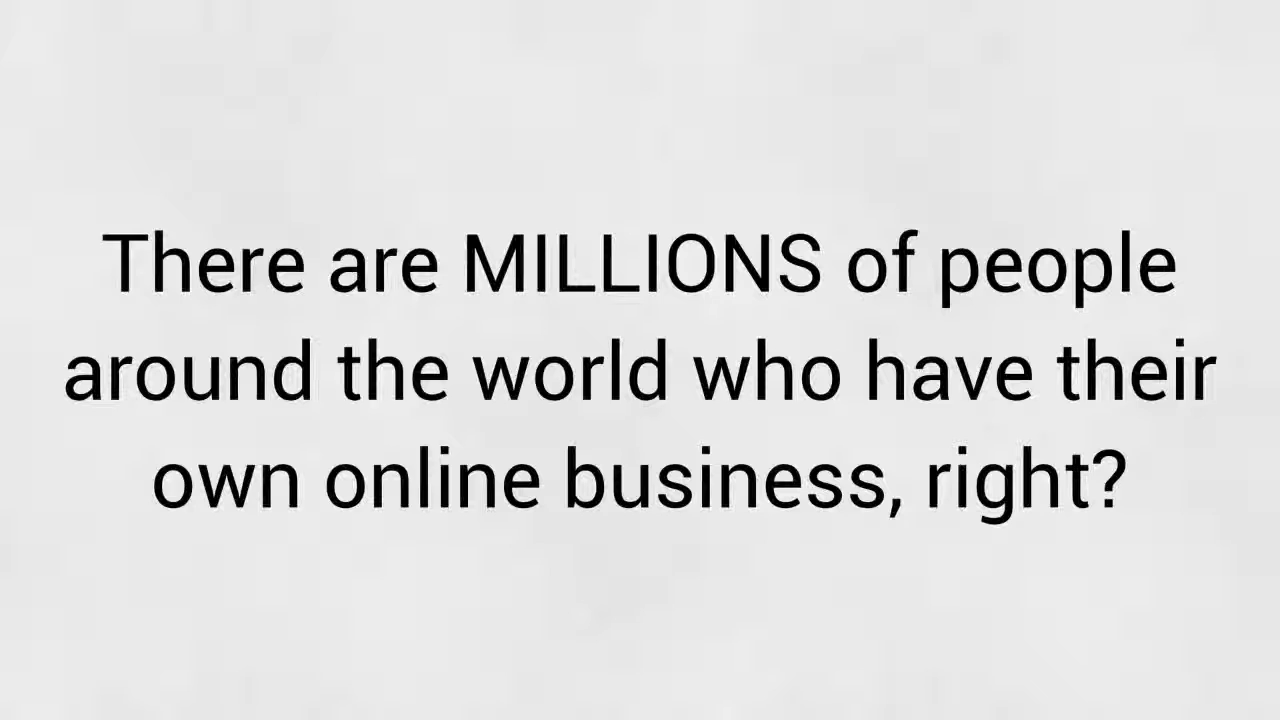 There are MILLIONS of people
around the world who have their
own online business, right?